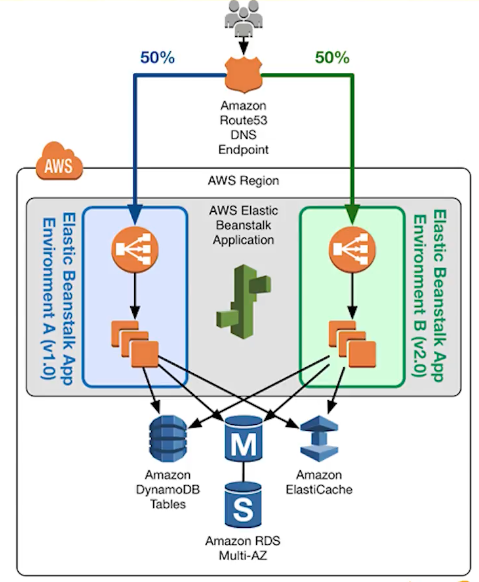 50%
50%
Amazon
Route53
DNS
Endpoint
AWS
AWS Region
Elastic Beanstalk App
Environment A (v1.0)
AWS Elastic
Beanstalk
Application
Elastic Beanstalk App
Environment B (v2.0)
M
Amazon
DynamoDB
Tables
Amazon
ElastiCache
S
Amazon RDS
Multi-AZ